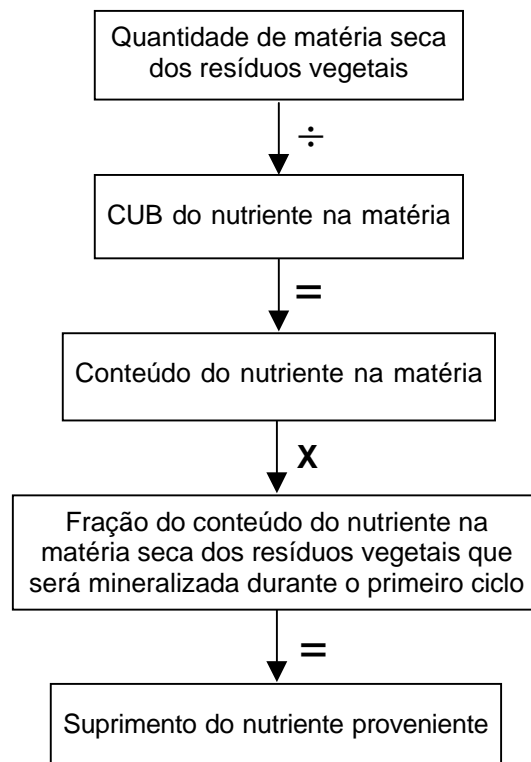 Quantidade de matéria seca
dos resíduos vegetais
÷
CUB do nutriente na matéria
=
Conteúdo do nutriente na matéria
X
Fração do conteúdo do nutriente na
matéria seca dos resíduos vegetais que
será mineralizada durante o primeiro ciclo
=
Suprimento do nutriente proveniente